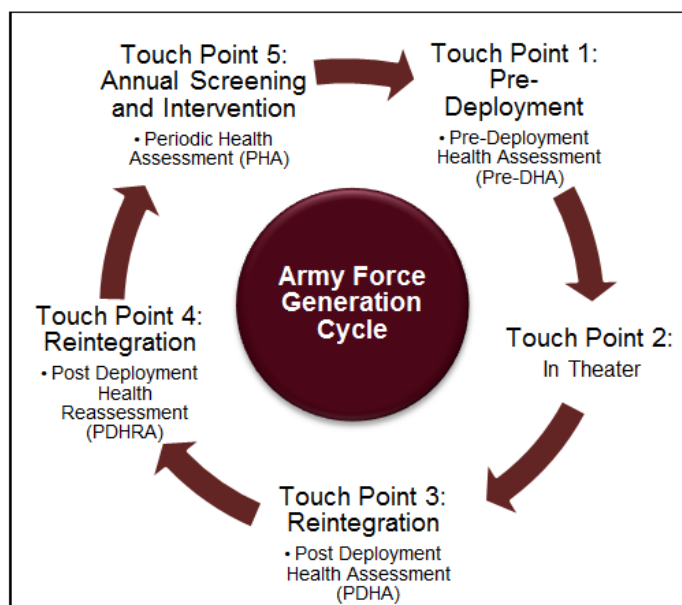 Touch Point 5:
Annual Screening
and Intervention
• Periodic Health
Assessment (PHA)
Touch Point 1:
Pre-
Deployment
• Pre-Deployment
Health Assessment
(Pre-DHA)
Army Force
Generation
Cycle
Touch Point 2:
In Theater
Touch Point 3:
Reintegration
• Post Deployment
Health Assessment
(PDHA)
Touch Point 4:
Reintegration
• Post Deployment
Health
Reassessment
(PDHRA)